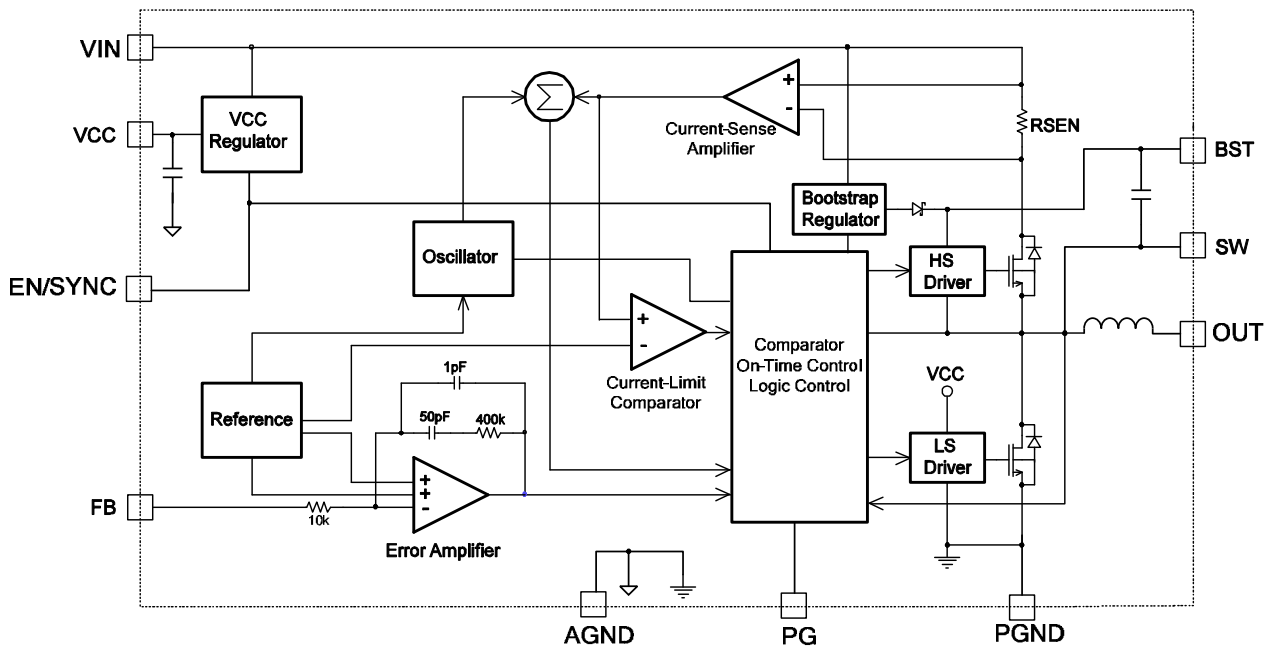 VIN
VCC
Regulator
VCC
Σ
+
-
Current-Sense
Amplifier
RSEN
BST
Bootstrap
Regulator
SW
Oscillator
HS
Driver
EN/SYNC
+
-
Current-Limit
Comparator
Comparator
On-Time Control
Logic Control
OUT
1pF
50pF
400k
VCC
Reference
LS
Driver
FB
10k
+
+
-
Error Amplifier
AGND
PG
PGND